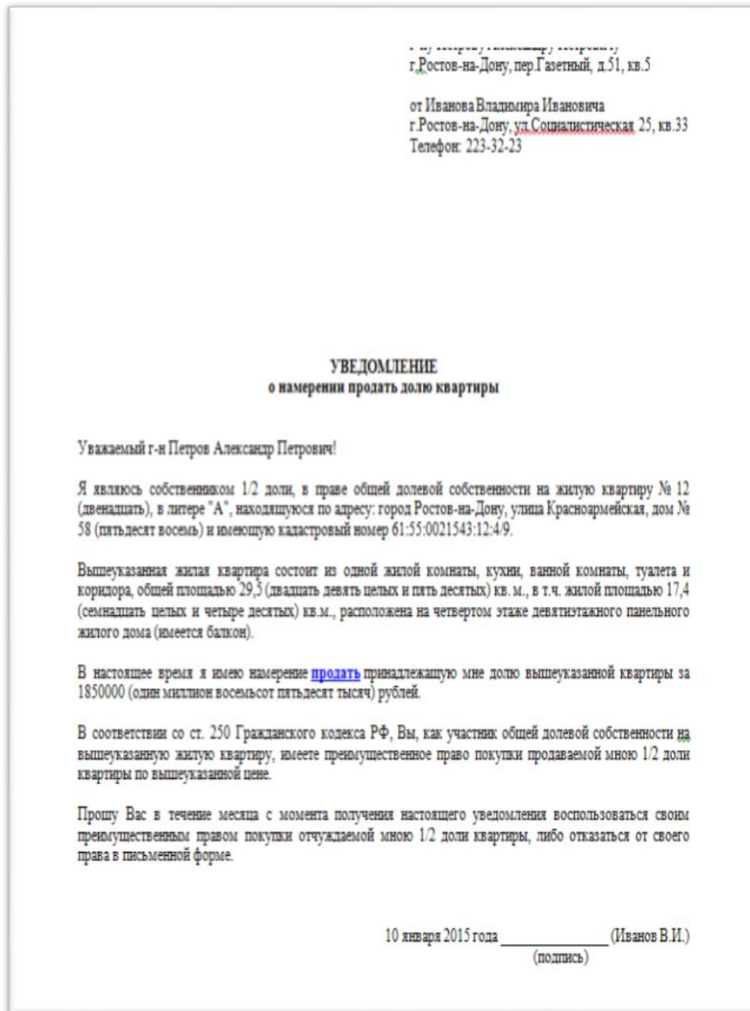 г.Ростов-на-Дону, пер.Газетный, д.51, кв.5
от Иванова Владимира Ивановича
г.Ростов-на-Дону, ул.Социалистическая 25, кв.33
Телефон: 223-32-23
УВЕДОМЛЕНИЕ
о намерении продать долю квартиры
Уважаемый г-н Петров Александр Петрович!
Я являюсь собственником 1/2 доли, в праве общей долевой собственности на жилую квартиру № 12
(двенадцать), в литере "А", находящуюся по адресу: город Ростов-на-Дону, улица Красноармейская, дом №
58 (пятьдесят восемь) и имеющую кадастровый номер 61:55:0021543:12:4/9.
Вышеуказанная жилая квартира состоит из одной жилой комнаты, кухни, ванной комнаты, туалета и
коридора, общей площадью 29,5 (двадцать девять целых и пять десятых) кв. м., в т.ч. жилой площадью 17,4
(семнадцать целых и четыре десятых) кв.м., расположена на четвертом этаже девятиэтажного панельного
жилого дома (имеется балкон).
В настоящее время я имею намерение продать принадлежащую мне долю вышеуказанной квартиры за
1850000 (один миллион восемьсот пятьдесят тысяч) рублей.
В соответствии со ст. 250 Гражданского кодекса РФ, Вы, как участник общей долевой собственности на
вышеуказанную жилую квартиру, имеете преимущественное право покупки продаваемой мною 1/2 доли
квартиры по вышеуказанной цене.
Прошу Вас в течение месяца с момента получения настоящего уведомления воспользоваться своим
преимущественным правом покупки отчуждаемой мною 1/2 доли квартиры, либо отказаться от своего
права в письменной форме.
10 января 2015 года ______________ (Иванов В.И.)
(подпись)